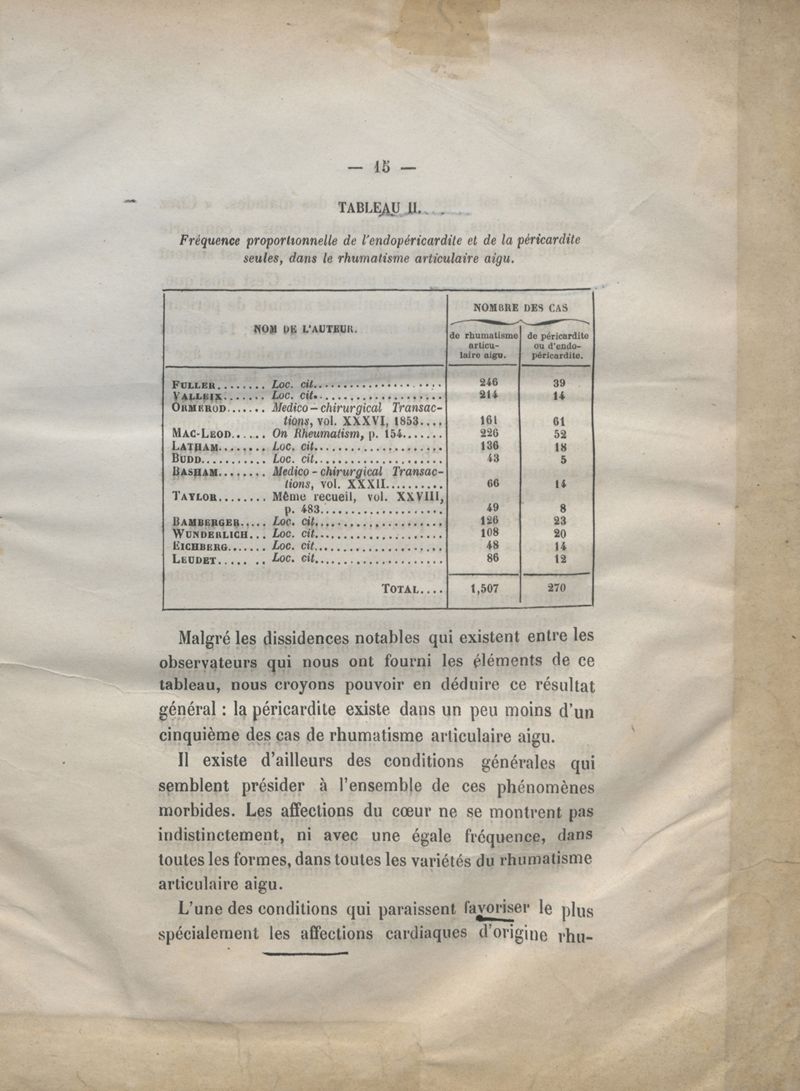 — 15 —
TABLEAU II.
Fréquence proportionnelle de l'endopéricardite et de la péricardite
seules, dans le rhumatisme articulaire aigu.
NOM DE L'AUTEUR.
NOMBRE DES CAS
de rhumatisme
articu-
laire aigu.
de péricardite
ou d'endo-
péricardite.
FULLER........ Loc. cit..................... 246 39
VALLEIX....... Loc. cit..................... 214 14
ORMEROD....... Medico-chirurgical Transac-
tions, vol. XXXVI, 1853.... 161 61
MAC-LEOD...... On Rheumatism, p. 154....... 226 52
LATHAM........ Loc. cit..................... 136 18
BUDD.......... Loc. cit..................... 43 5
BASHAM........ Medico-chirurgical Transac-
tions, vol. XXXII.......... 66 14
TAYLOR........ Même recueil, vol. XXVIII,
p. 483................... 49 8
BAMBERGER..... Loc. cit..................... 126 23
WUNDERLICH... Loc. cit..................... 108 20
EICHBERG....... Loc. cit..................... 48 14
LEUDET..... .. Loc. cit..................... 86 12
TOTAL.... 1,507 270
Malgré les dissidences notables qui existent entre les
observateurs qui nous ont fourni les éléments de ce
tableau, nous croyons pouvoir en déduire ce résultat
général : la péricardite existe dans un peu moins d'un
cinquième des cas de rhumatisme articulaire aigu.
Il existe d'ailleurs des conditions générales qui
semblent présider à l'ensemble de ces phénomènes
morbides. Les affections du cœur ne se montrent pas
indistinctement, ni avec une égale fréquence, dans
toutes les formes, dans toutes les variétés du rhumatisme
articulaire aigu.
L'une des conditions qui paraissent favoriser le plus
spécialement les affections cardiaques d'origine rhu-